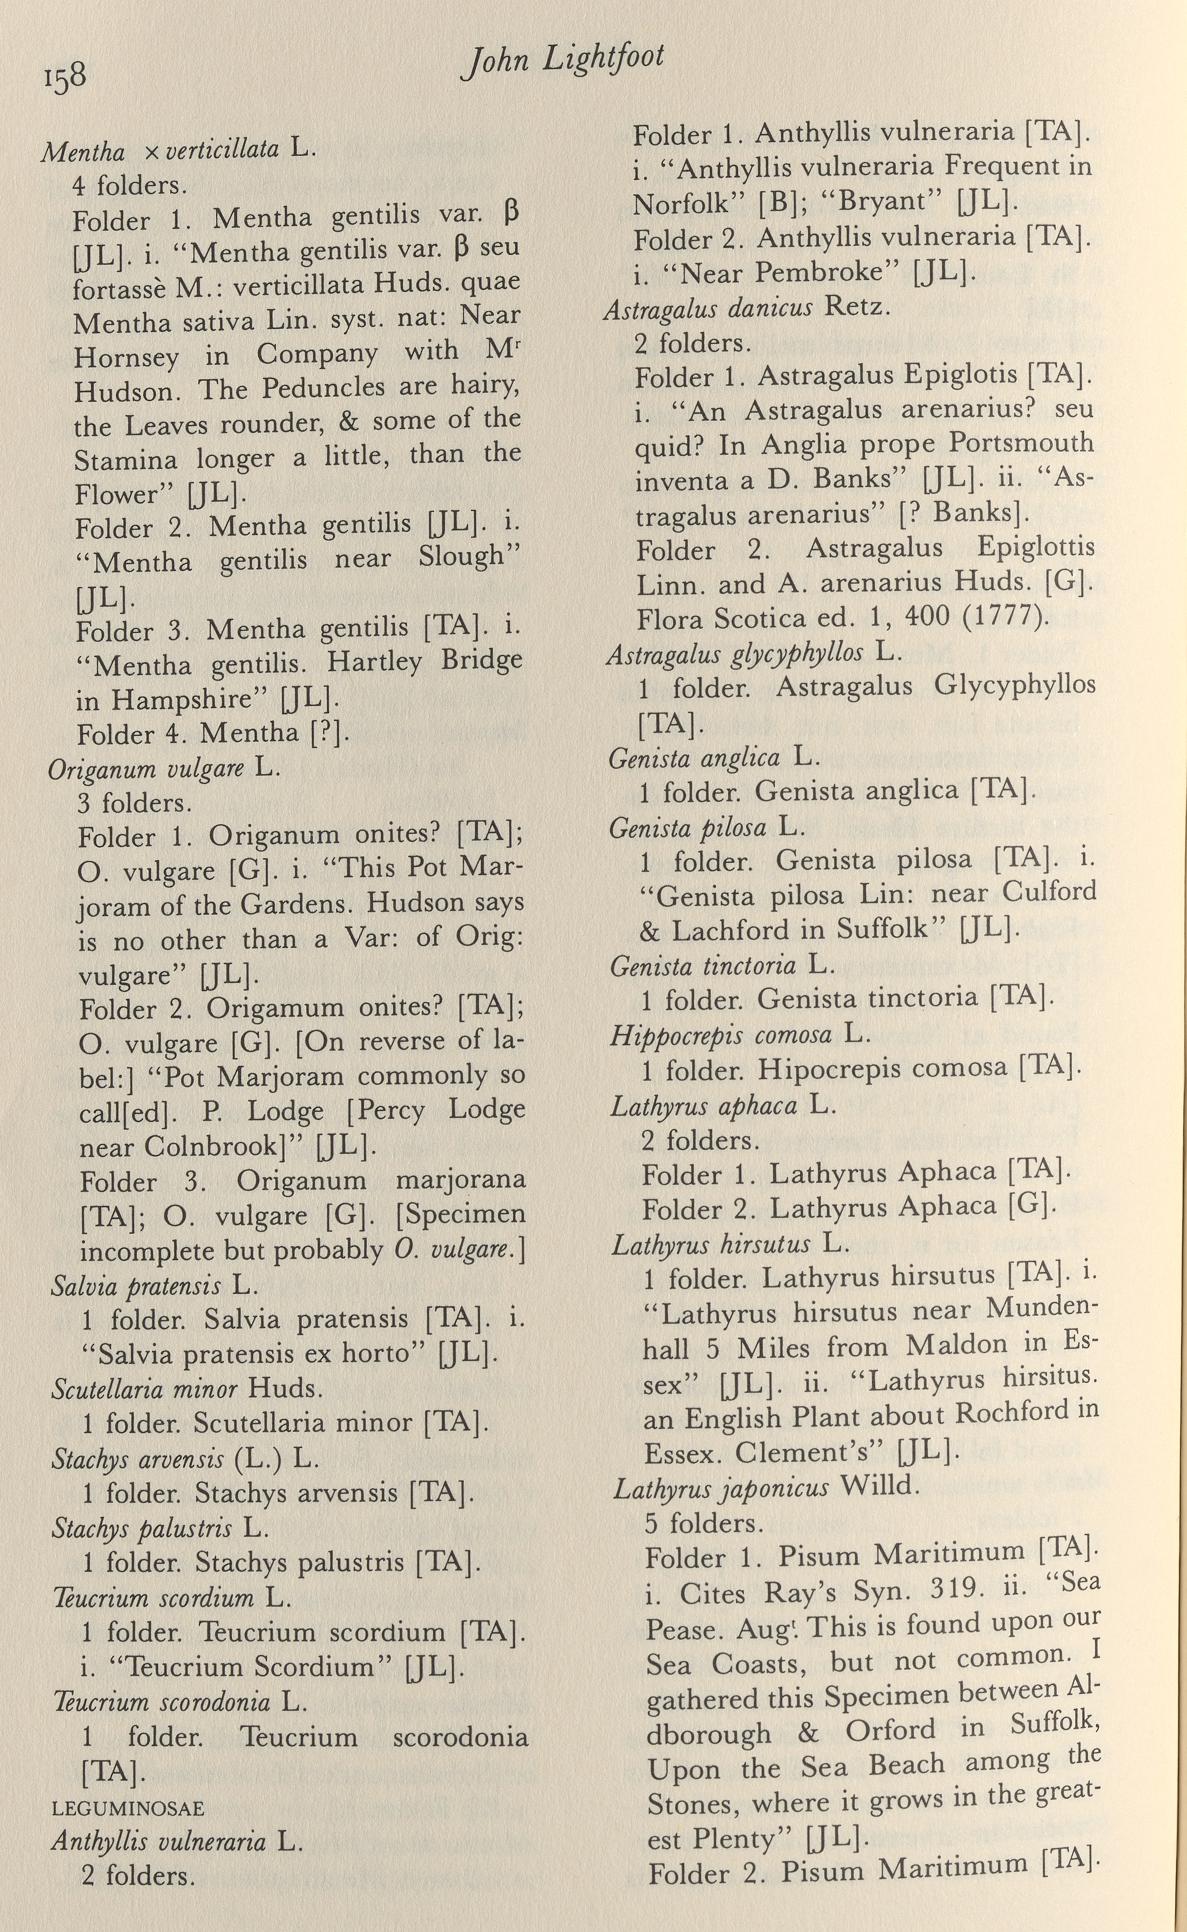 158
John Lightfoot
Mentha × verticillata L.
4 folders.
Folder 1. Mentha gentilis var. β
[JL]. i. “Mentha gentilis var. β seu
fortassè M.: verticillata Huds. quae
Mentha sativa Lin. syst. nat: Near
Hornsey in Company with Mʳ
Hudson. The Peduncles are hairy,
the Leaves rounder, & some of the
Stamina longer a little, than the
Flower” [JL].
Folder 2. Mentha gentilis [JL]. i.
“Mentha gentilis near Slough”
[JL].
Folder 3. Mentha gentilis [TA]. i.
“Mentha gentilis. Hartley Bridge
in Hampshire” [JL].
Folder 4. Mentha [?].
Origanum vulgare L.
3 folders.
Folder 1. Origanum onites? [TA];
O. vulgare [G]. i. “This Pot Mar-
joram of the Gardens. Hudson says
is no other than a Var: of Orig:
vulgare” [JL].
Folder 2. Origamum onites? [TA];
O. vulgare [G]. [On reverse of la-
bel:] “Pot Marjoram commonly so
call[ed]. P. Lodge [Percy Lodge
near Colnbrook]” [JL].
Folder 3. Origanum marjorana
[TA]; O. vulgare [G]. [Specimen
incomplete but probably O. vulgare.]
Salvia pratensis L.
1 folder. Salvia pratensis [TA]. i.
“Salvia pratensis ex horto” [JL].
Scutellaria minor Huds.
1 folder. Scutellaria minor [TA].
Stachys arvensis (L.) L.
1 folder. Stachys arvensis [TA].
Stachys palustris L.
1 folder. Stachys palustris [TA].
Teucrium scordium L.
1 folder. Teucrium scordium [TA].
i. “Teucrium Scordium” [JL].
Teucrium scorodonia L.
1 folder. Teucrium scorodonia
[TA].
LEGUMINOSAE
Anthyllis vulneraria L.
2 folders.
Folder 1. Anthyllis vulneraria [TA].
i. “Anthyllis vulneraria Frequent in
Norfolk” [B]; “Bryant” [JL].
Folder 2. Anthyllis vulneraria [TA].
i. “Near Pembroke” [JL].
Astragalus danicus Retz.
2 folders.
Folder 1. Astragalus Epiglotis [TA].
i. “An Astragalus arenarius? seu
quid? In Anglia prope Portsmouth
inventa a D. Banks” [JL]. ii. “As-
tragalus arenarius” [? Banks].
Folder 2. Astragalus Epiglottis
Linn. and A. arenarius Huds. [G].
Flora Scotica ed. 1, 400 (1777).
Astragalus glycyphyllos L.
1 folder. Astragalus Glycyphyllos
[TA].
Genista anglica L.
1 folder. Genista anglica [TA].
Genista pilosa L.
1 folder. Genista pilosa [TA]. i.
“Genista pilosa Lin: near Culford
& Lachford in Suffolk” [JL].
Genista tinctoria L.
1 folder. Genista tinctoria [TA].
Hippocrepis comosa L.
1 folder. Hipocrepis comosa [TA].
Lathyrus aphaca L.
2 folders.
Folder 1. Lathyrus Aphaca [TA].
Folder 2. Lathyrus Aphaca [G].
Lathyrus hirsutus L.
1 folder. Lathyrus hirsutus [TA]. i.
“Lathyrus hirsutus near Munden-
hall 5 Miles from Maldon in Es-
sex” [JL]. ii. “Lathyrus hirsitus.
an English Plant about Rochford in
Essex. Clement's” [JL].
Lathyrus japonicus Willd.
5 folders.
Folder 1. Pisum Maritimum [TA].
i. Cites Ray's Syn. 319. ii. “Sea
Pease. Augᵗ. This is found upon our
Sea Coasts, but not common. I
gathered this Specimen between Al-
dborough & Orford in Suffolk,
Upon the Sea Beach among the
Stones, where it grows in the great-
est Plenty” [JL].
Folder 2. Pisum Maritimum [TA].